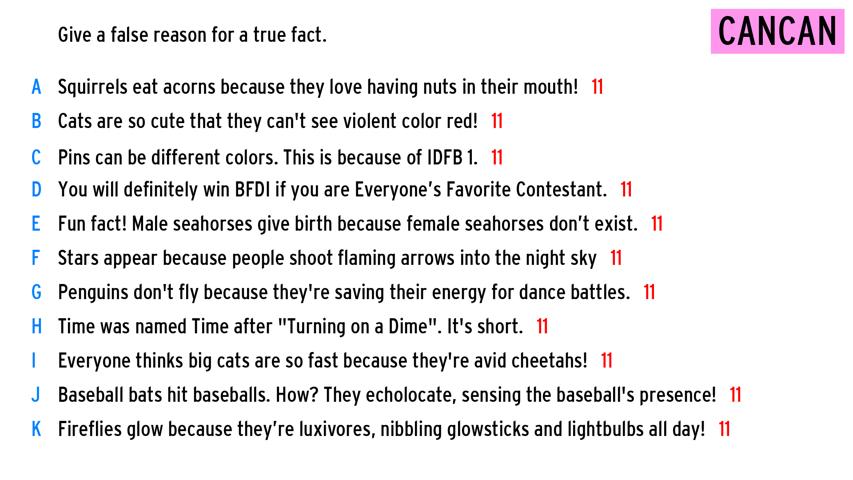 Give a false reason for a true fact.
CANCAN
A Squirrels eat acorns because they love having nuts in their mouth! 11
B Cats are so cute that they can't see violent color red! 11
C Pins can be different colors. This is because of IDFB 1. 11
D You will definitely win BFDI if you are Everyone’s Favorite Contestant. 11
E Fun fact! Male seahorses give birth because female seahorses don’t exist. 11
F Stars appear because people shoot flaming arrows into the night sky 11
G Penguins don't fly because they're saving their energy for dance battles. 11
H Time was named Time after "Turning on a Dime". It's short. 11
I Everyone thinks big cats are so fast because they're avid cheetahs! 11
J Baseball bats hit baseballs. How? They echolocate, sensing the baseball's presence! 11
K Fireflies glow because they’re luxivores, nibbling glowsticks and lightbulbs all day! 11